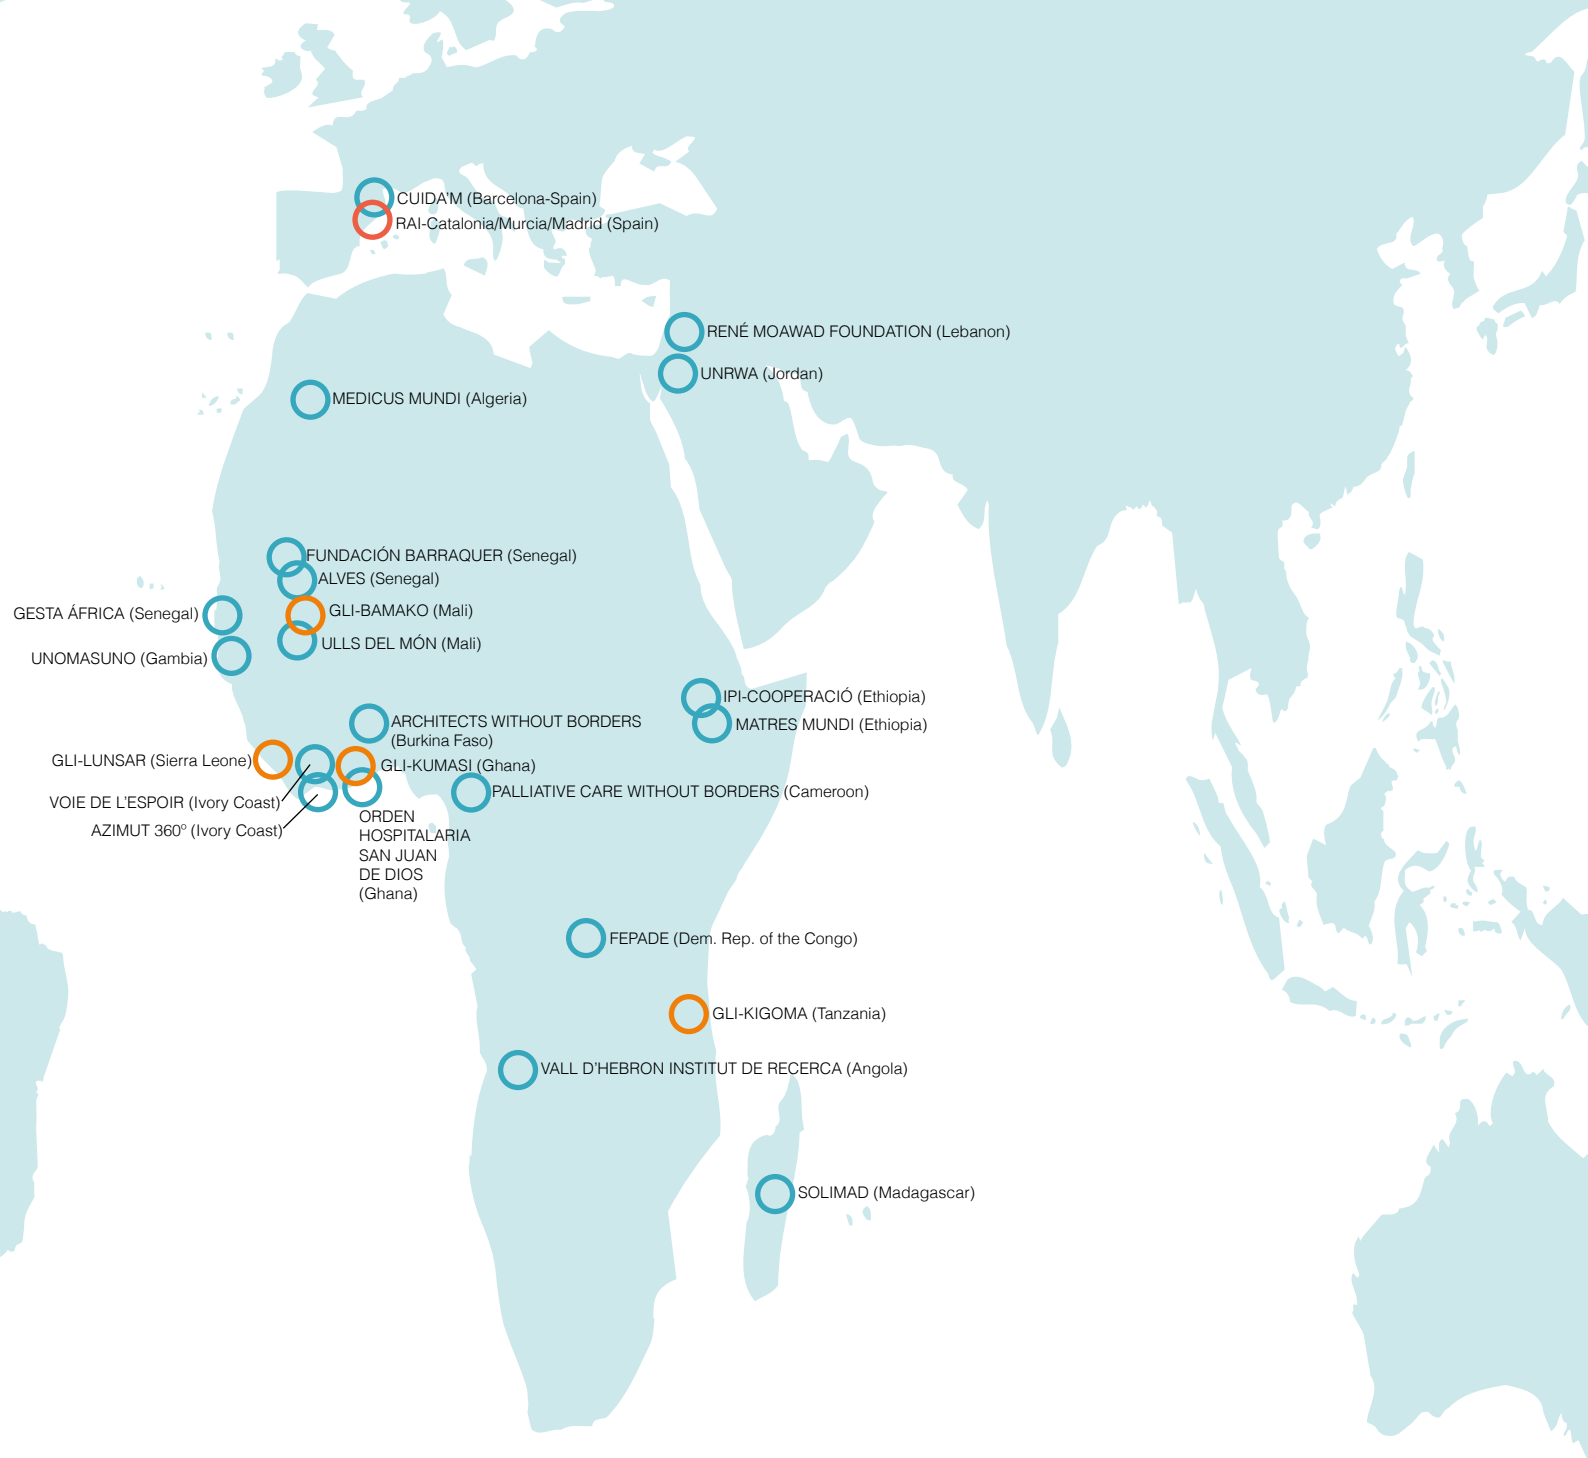 CUIDA'M (Barcelona-Spain)
RAI-Catalonia/Murcia/Madrid (Spain)
RENÉ MOAWAD FOUNDATION (Lebanon)
UNRWA (Jordan)
MEDICUS MUNDI (Algeria)
FUNDACIÓN BARRAQUER (Senegal)
ALVES (Senegal)
GESTA ÁFRICA (Senegal)
GLI-BAMAKO (Mali)
ULLS DEL MÓN (Mali)
UNOMASUNO (Gambia)
IPI-COOPERACIÓ (Ethiopia)
MATRES MUNDI (Ethiopia)
ARCHITECTS WITHOUT BORDERS
(Burkina Faso)
GLI-LUNSAR (Sierra Leone)
GLI-KUMASI (Ghana)
PALLIATIVE CARE WITHOUT BORDERS (Cameroon)
VOIE DE L'ESPOIR (Ivory Coast)
AZIMUT 360º (Ivory Coast)
ORDEN
HOSPITALARIA
SAN JUAN
DE DIOS
(Ghana)
FEPADE (Dem. Rep. of the Congo)
GLI-KIGOMA (Tanzania)
VALL D'HEBRON INSTITUT DE RECERCA (Angola)
SOLIMAD (Madagascar)